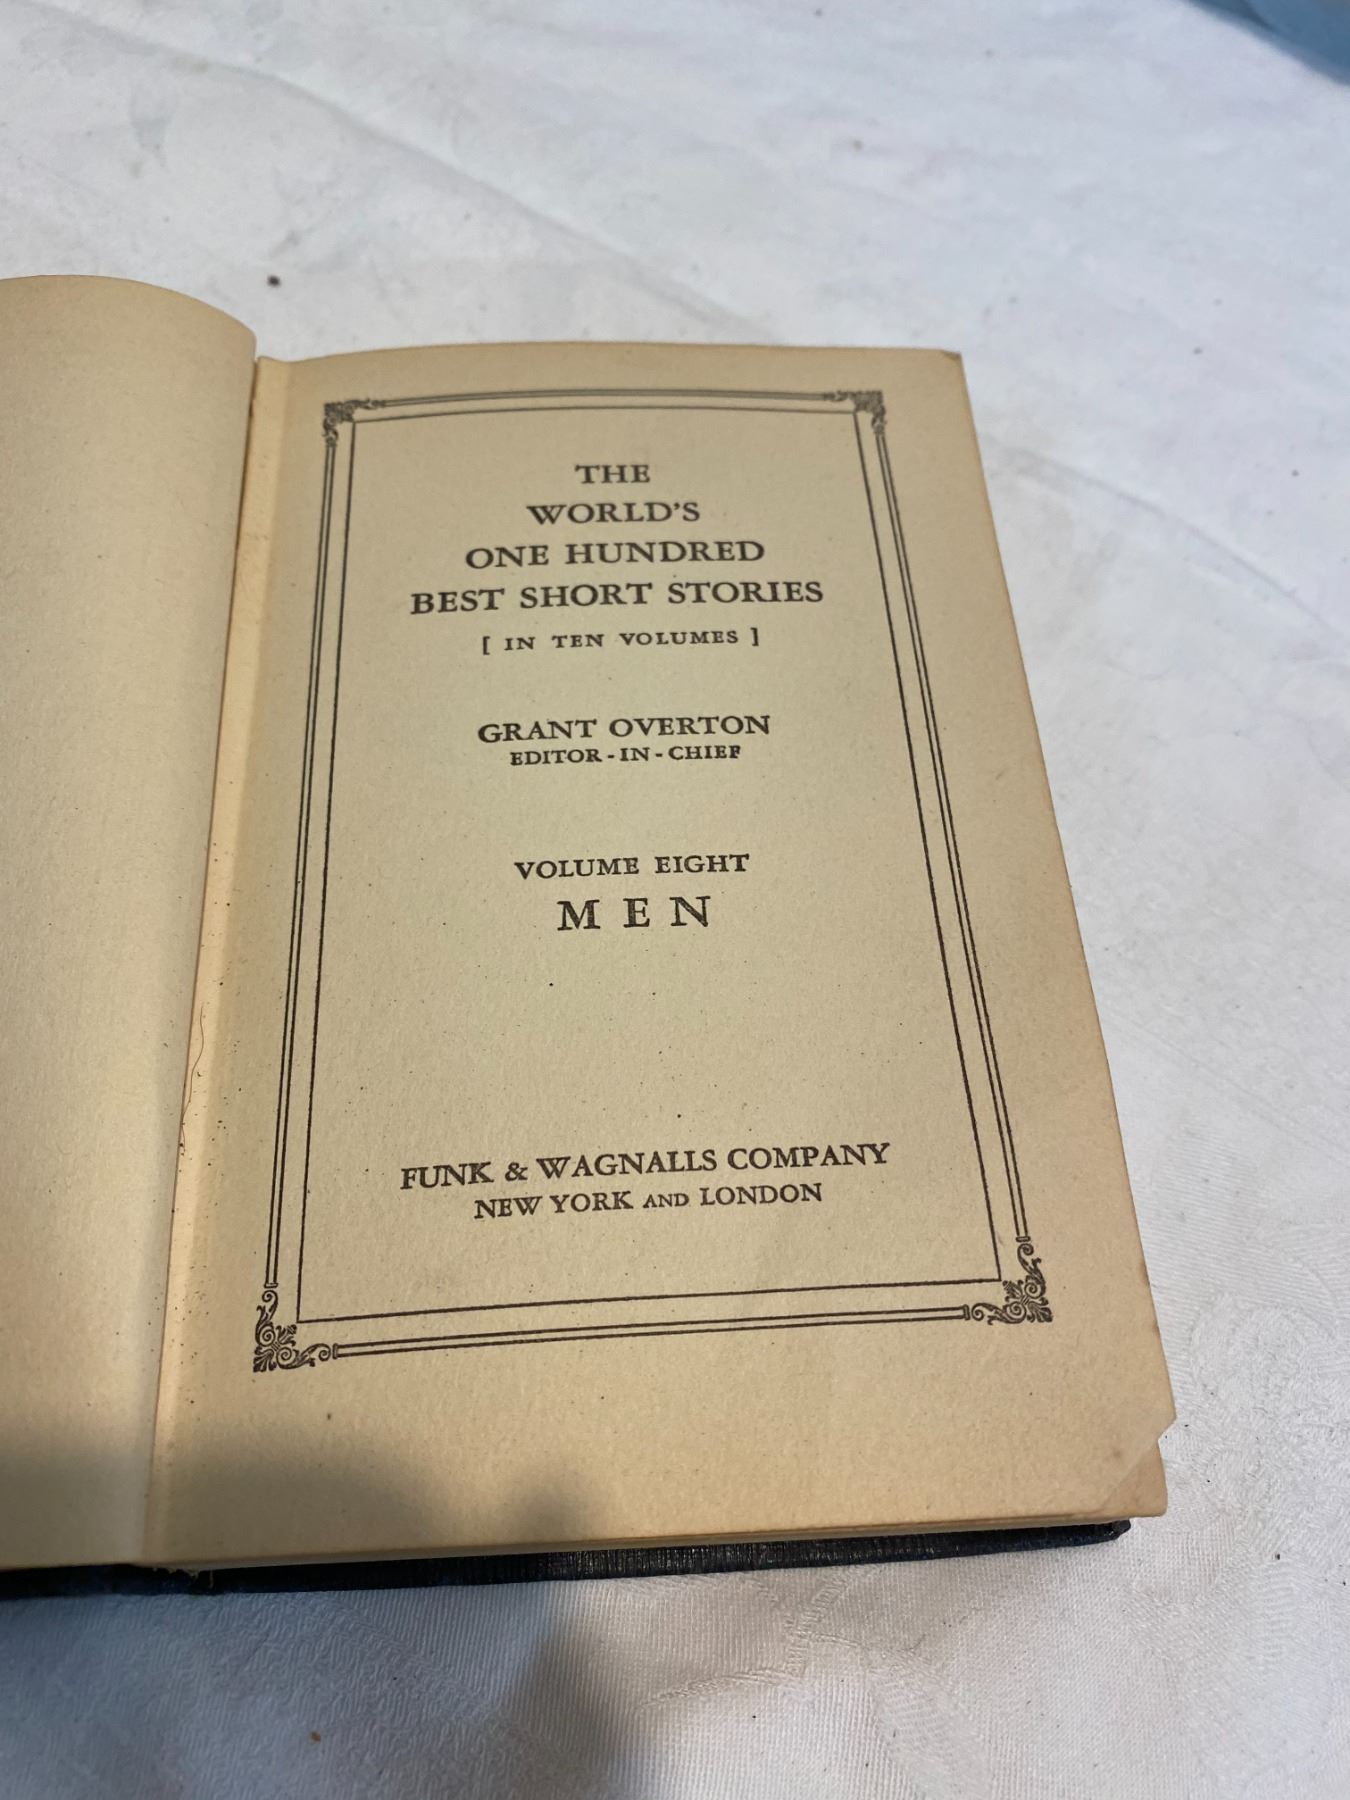 THE
WORLD'S
ONE HUNDRED
BEST SHORT STORIES
[ IN TEN VOLUMES ]
GRANT OVERTON
EDITOR-IN-CHIEF
VOLUME EIGHT
MEN
FUNK & WAGNALLS COMPANY
NEW YORK AND LONDON